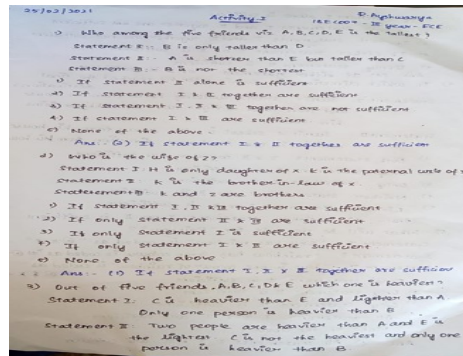 25/03/2021
Activity-2
D. Aishwarya
III year - ECE
1) Who among the five friends viz A, B, C, D, E is the tallest?
Statement I: B is only taller than D
Statement II: A is shorter than E but taller than C
Statement III: B is not the shortest
1) If statement I alone is sufficient
2) If statement I & II together are sufficient
3) If statement I, II & III together are not sufficient
4) If statement I & III are sufficient
5) None of the above.
Ans: (2) If statement I & II together are sufficient
2) Who is the wife of Z?
Statement I: H is only daughter of X. K is the paternal uncle of
Statement II: K is the brother-in-law of X
Statement III: K and Z are brothers
1) If statement I, II & III together are sufficient
2) If only statement II & III are sufficient
3) If only statement I is sufficient
4) If only statement I & II are sufficient
5) None of the above
Ans:- (1) If statement I, II & III together are sufficient
3) Out of five friends, A, B, C, D & E which one is heaviest?
Statement I: C is heavier than E and lighter than A
Only one person is heavier than B
Statement II: Two people are heavier than A and E is
the lightest. C is not the heaviest and only one
person is heavier than B